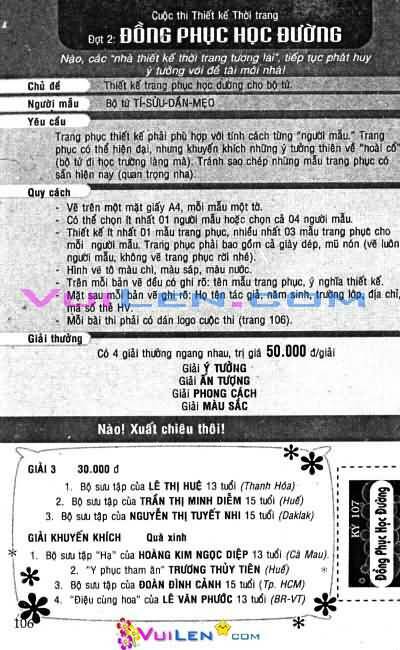 Cuộc thi Thiết kế Thời trang
Đợt 2: ĐỒNG PHỤC HỌC ĐƯỜNG
Nào, các "nhà thiết kế thời trang tương lai", tiếp tục phát huy
ý tưởng với đề tài mới nhá!
Chủ đề Thiết kế trang phục học đường cho bộ tứ.
Người mẫu Bộ tứ TÍ-SỬU-DẦN-MẸO
Yêu cầu
Trang phục thiết kế phải phù hợp với tính cách từng "người mẫu." Trang
phục có thể hiện đại, nhưng khuyến khích những ý tưởng thiên về "hoài cổ"
(bộ tứ đi học trường làng mà). Tránh sao chép những mẫu trang phục có
sẵn hiện nay (quan trọng nha).
Quy cách
- Vẽ trên một mặt giấy A4, mỗi mẫu một tờ.
- Có thể chọn ít nhất 01 người mẫu hoặc chọn cả 04 người mẫu.
- Thiết kế ít nhất 01 mẫu trang phục, nhiều nhất 03 mẫu trang phục cho
mỗi người mẫu. Trang phục phải bao gồm cả giày dép, mũ nón (vẽ luôn
người mẫu, không vẽ trang phục rời nhé).
- Hình vẽ tô màu chì, màu sáp, màu nước.
- Trên mỗi bản vẽ đều có ghi rõ: tên mẫu trang phục, ý nghĩa thiết kế.
- Mặt sau mỗi bản vẽ ghi rõ: Họ tên tác giả, năm sinh, trường lớp, địa chỉ,
mã số thẻ HV.
- Mỗi bài thi phải có dán logo cuộc thi (trang 106).
VuiLen.com
Giải thưởng
Có 4 giải thưởng ngang nhau, trị giá 50.000 đ/giải
Giải Ý TƯỞNG
Giải ẤN TƯỢNG
Giải PHONG CÁCH
Giải MÀU SẮC
Nào! Xuất chiêu thôi!
GIẢI 3 30.000 đ
1. Bộ sưu tập của LÊ THỊ HUỆ 13 tuổi (Thanh Hóa)
2. Bộ sưu tập của TRẦN THỊ MINH DIỄM 15 tuổi (Huế)
3. Bộ sưu tập của NGUYỄN THỊ TUYẾT NHI 15 tuổi (Daklak)
GIẢI KHUYẾN KHÍCH Quà xinh
1. Bộ sưu tập "Hạ" của HOÀNG KIM NGỌC DIỆP 13 tuổi (Cà Mau).
2. "Y phục tham ăn" TRƯƠNG THỦY TIÊN (Huế)
3. Bộ sưu tập của ĐOÀN ĐÌNH CẢNH 15 tuổi (Tp. HCM)
4. "Điệu cùng hoa" của LÊ VĂN PHƯỚC 13 tuổi (BR-VT)
KỲ 107
Đồng Phục Học Đường
106
VuiLen.com